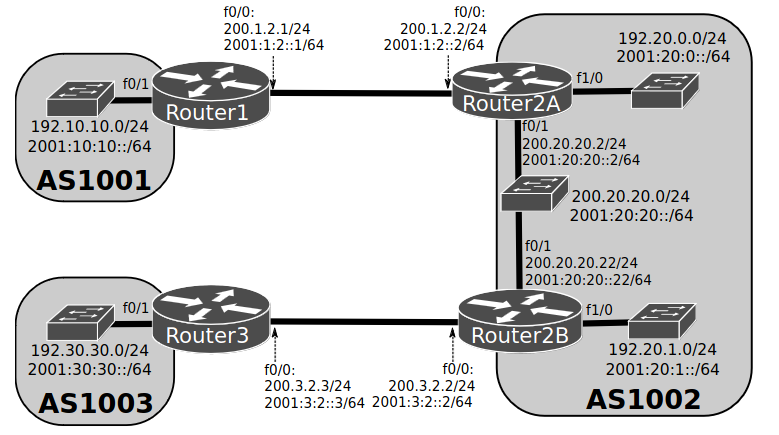 f0/0:
200.1.2.1/24
2001:1:2::1/64
f0/0:
200.1.2.2/24
2001:1:2::2/64
192.20.0.0/24
2001:20:0::/64
f0/1
Router1
Router2A
f1/0
192.10.10.0/24
2001:10:10::/64
AS1001
f0/1
200.20.20.2/24
2001:20:20::2/64
200.20.20.0/24
2001:20:20::/64
f0/1
200.20.20.22/24
2001:20:20::22/64
f0/1
Router3
Router2B
f1/0
192.30.30.0/24
2001:30:30::/64
AS1003
f0/0:
200.3.2.3/24
2001:3:2::3/64
f0/0:
200.3.2.2/24
2001:3:2::2/64
192.20.1.0/24
2001:20:1::/64
AS1002